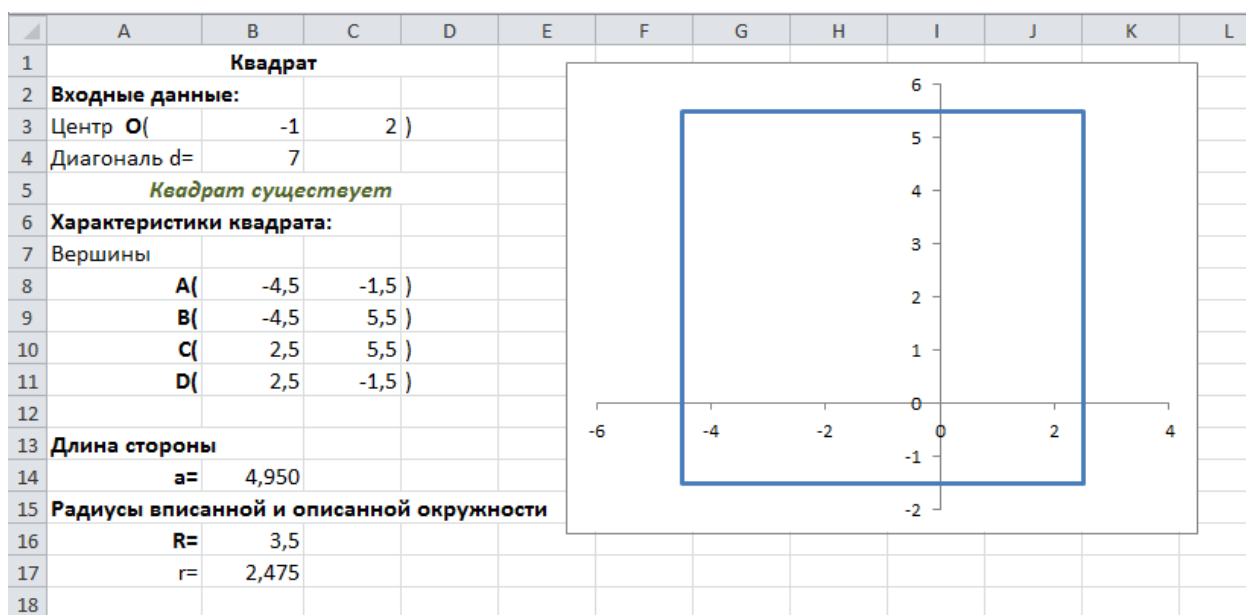 A B C D E F G H I J K L
1 Квадрат
2 Входные данные:
3 Центр O( -1 2 )
4 Диагональ d= 7
5 Квадрат существует
6 Характеристики квадрата:
7 Вершины
8 A( -4,5 -1,5 )
9 B( -4,5 5,5 )
10 C( 2,5 5,5 )
11 D( 2,5 -1,5 )
12
13 Длина стороны
14 a= 4,950
15 Радиусы вписанной и описанной окружности
16 R= 3,5
17 r= 2,475
18
6
5
4
3
2
1
0
-6 -4 -2 0 2 4
-1
-2